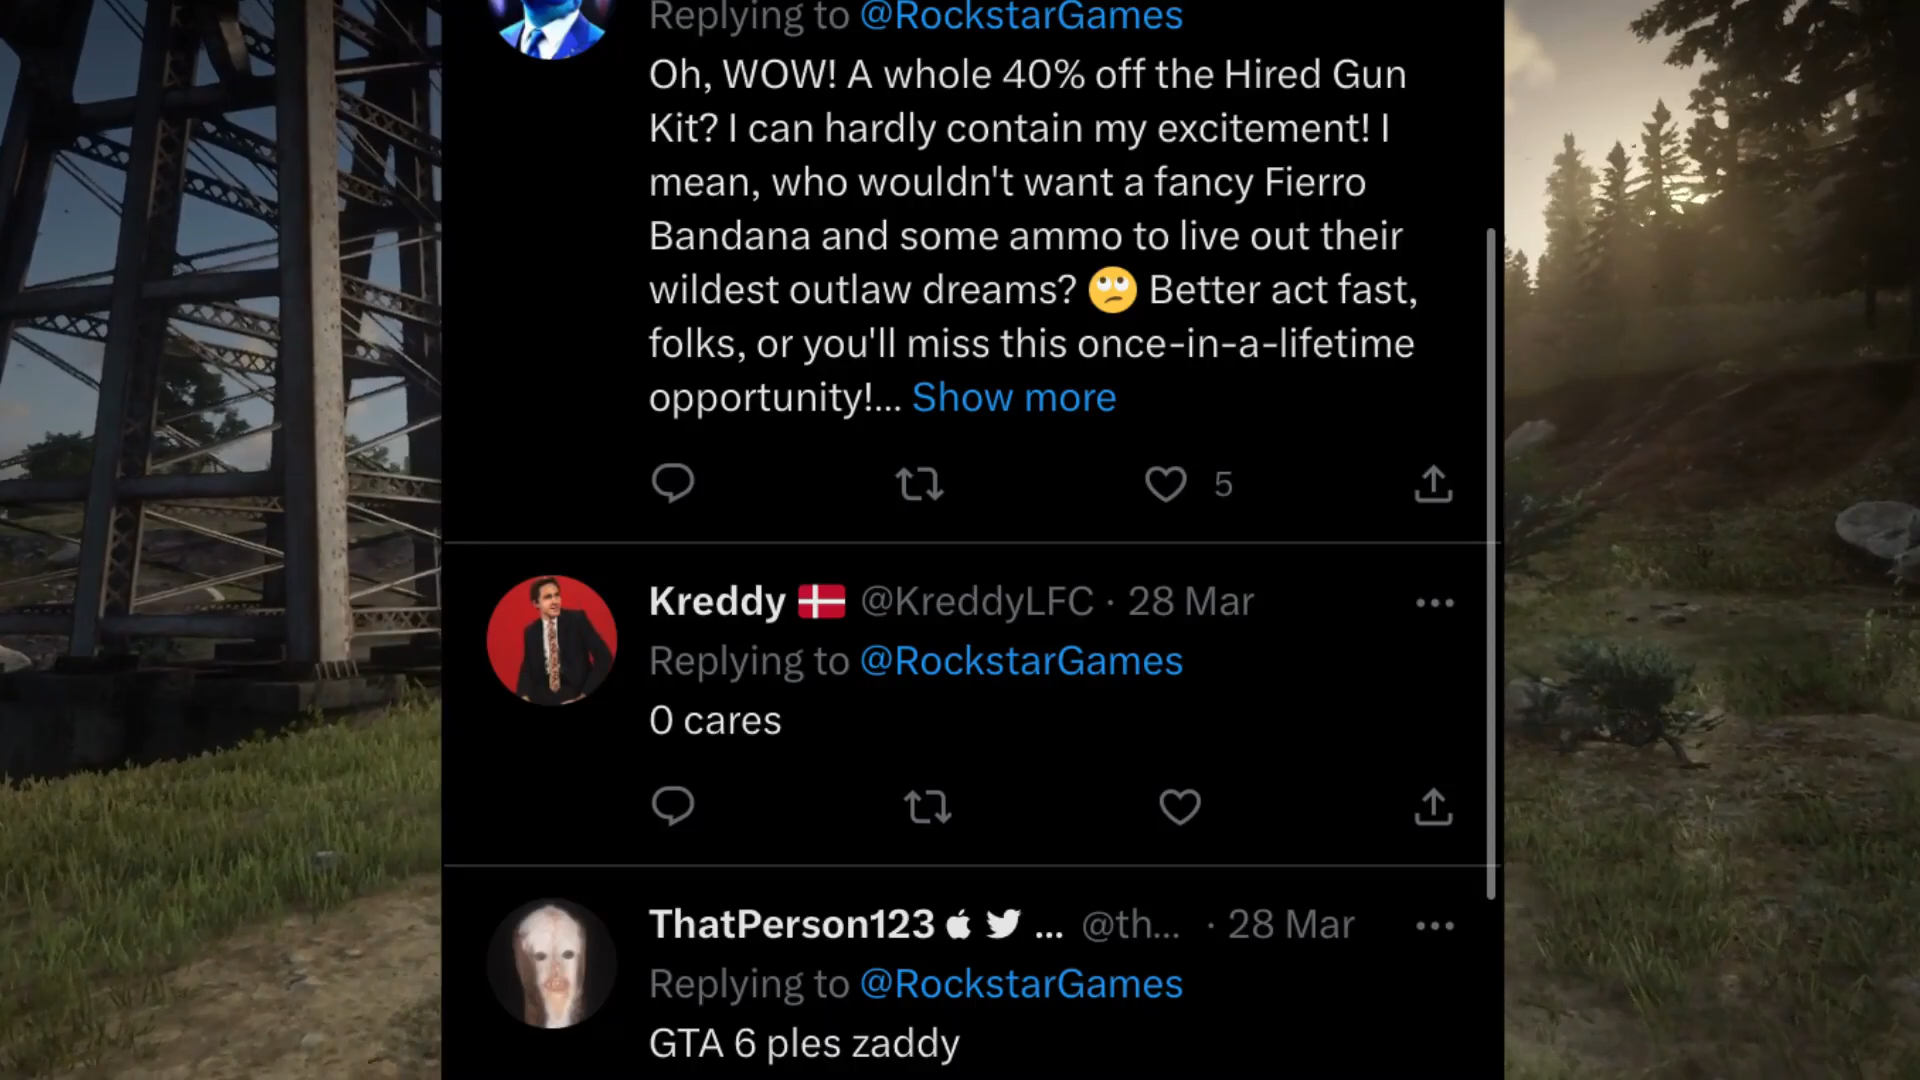 Replying to @RockstarGames
Oh, WOW! A whole 40% off the Hired Gun
Kit? I can hardly contain my excitement! I
mean, who wouldn't want a fancy Fierro
Bandana and some ammo to live out their
wildest outlaw dreams? 🙄 Better act fast,
folks, or you'll miss this once-in-a-lifetime
opportunity!... Show more
5
Kreddy 🇩🇰 @KreddyLFC · 28 Mar
Replying to @RockstarGames
0 cares
ThatPerson123 ... @th... · 28 Mar
Replying to @RockstarGames
GTA 6 ples zaddy